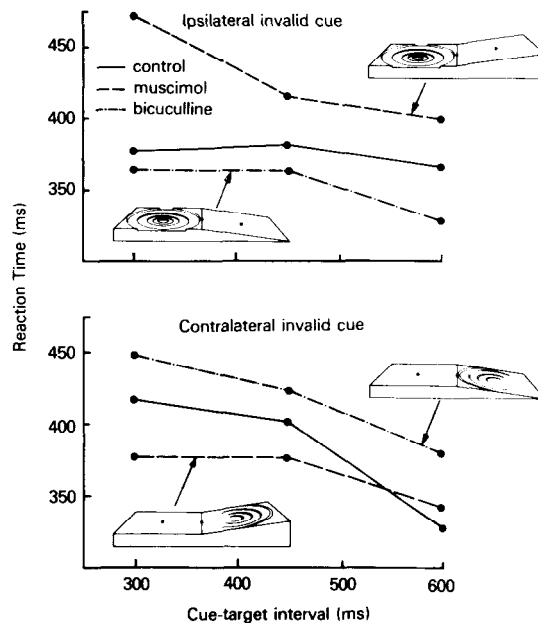 Ipsilateral invalid cue
450
control
muscimol
400
bicuculline
350
Reaction Time (ms)
Contralateral invalid cue
450
400
350
300 400 500 600
Cue-target interval (ms)